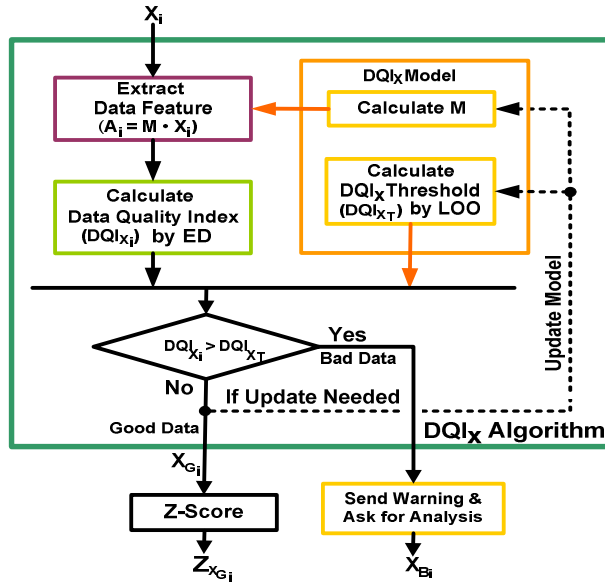 Xi
Extract
Data Feature
(Ai = M · Xi)
DQIX Model
Calculate M
Calculate
Data Quality Index
(DQIXi) by ED
Calculate
DQIX Threshold
(DQIXT) by LOO
Update Model
DQIXi > DQIXT
Yes
Bad Data
No
If Update Needed
Good Data
DQIX Algorithm
XGi
Z-Score
ZXGi
Send Warning &
Ask for Analysis
XBi